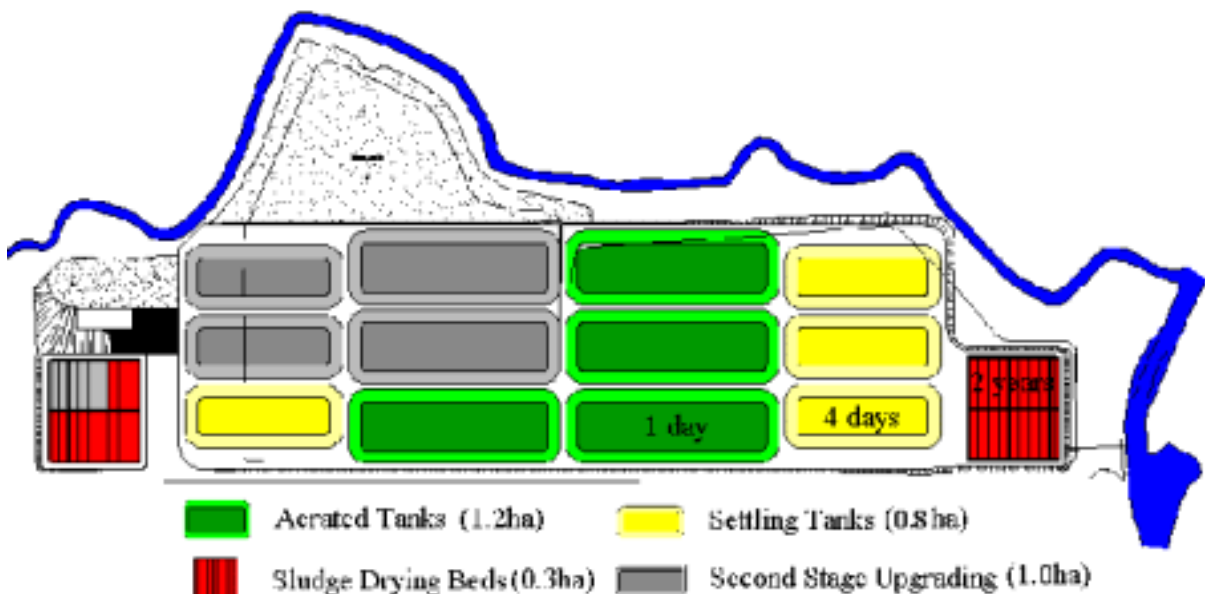 2 years
1 day
4 days
Aerated Tanks (1.2ha)
Settling Tanks (0.8ha)
Sludge Drying Beds (0.3ha)
Second Stage Upgrading (1.0ha)